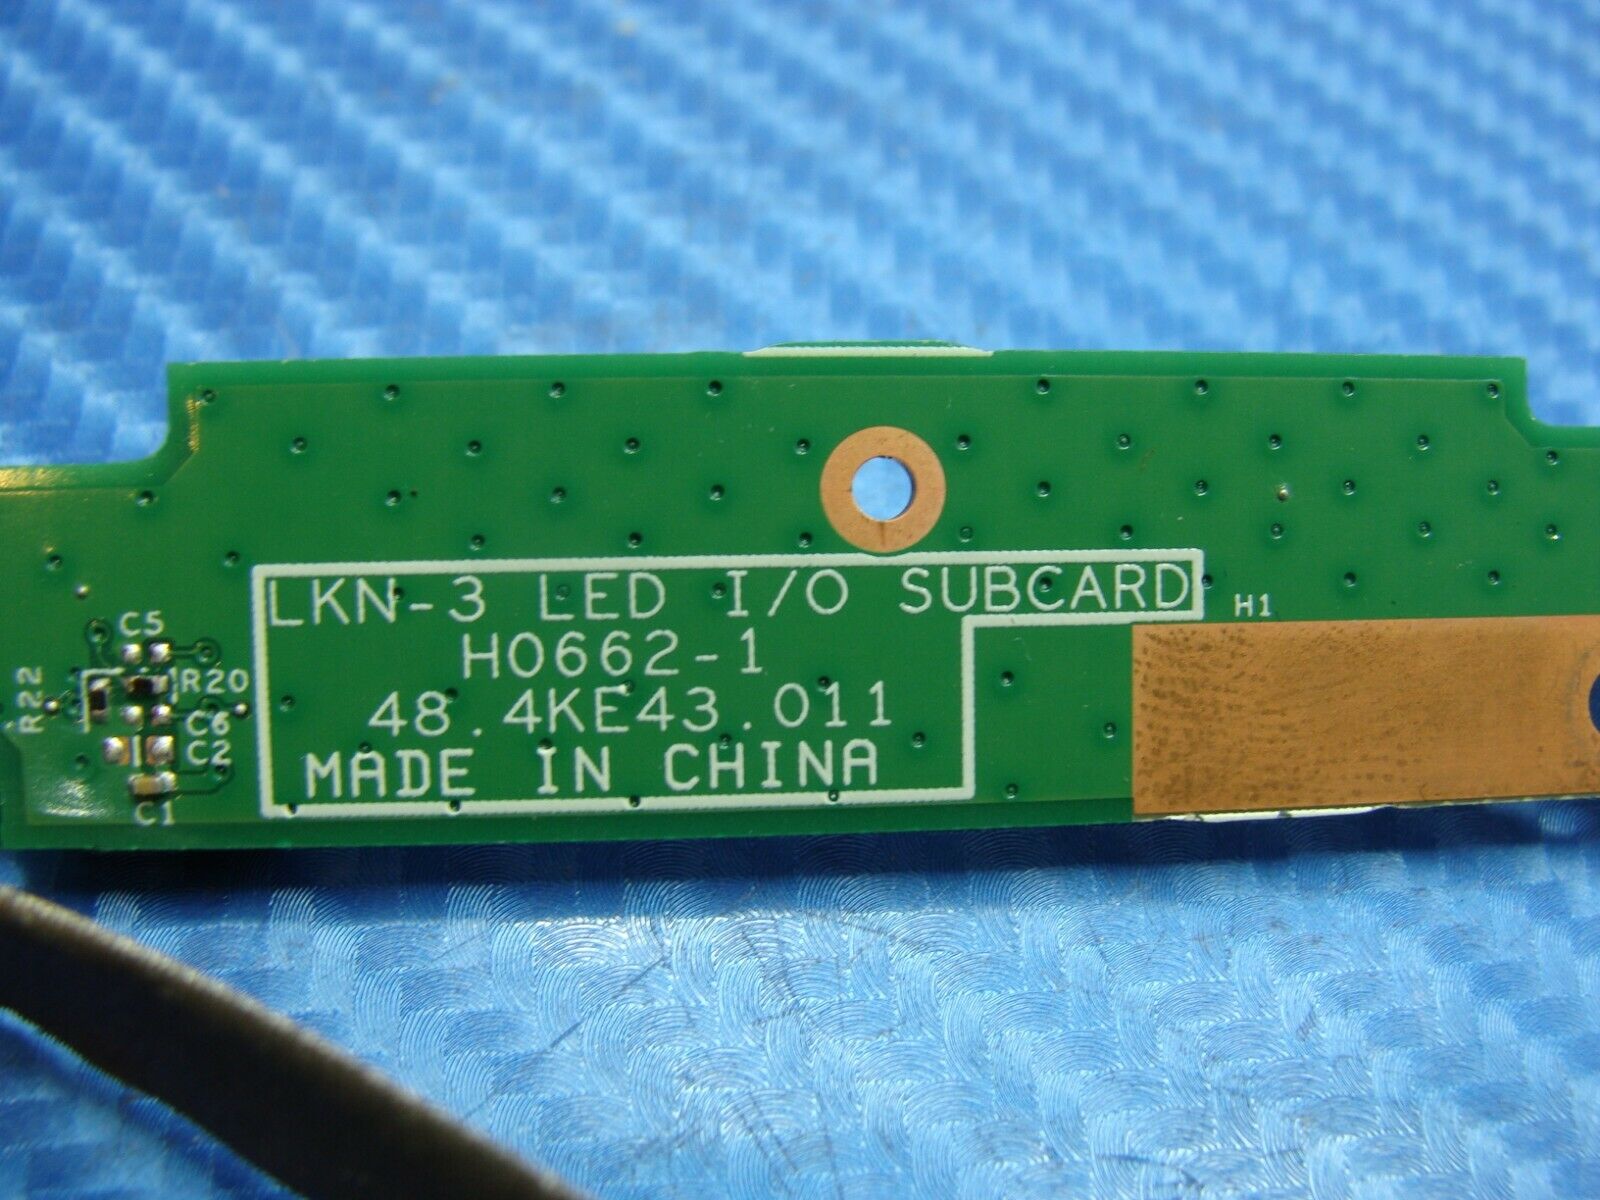 LKN-3 LED I/O SUBCARD
H0662-1
48.4KE43.011
MADE IN CHINA
H1
C5
R22
R20
C6
C2
C1